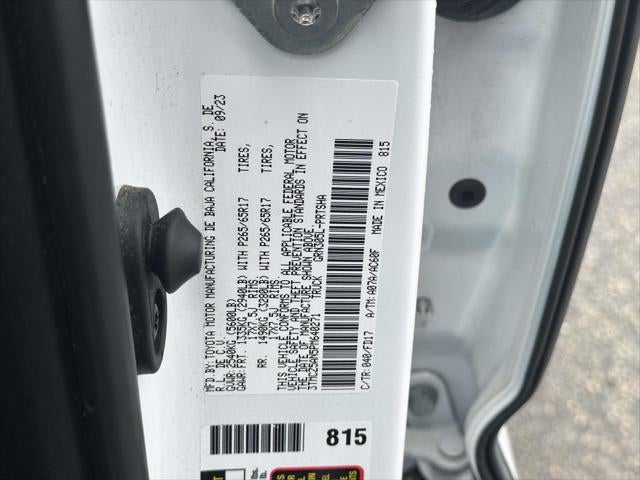 MFD.BY:TOYOTA MOTOR MANUFACTURING DE BAJA CALIFORNIA, S. DE
R.L. DE C.V. DATE: 09/23
GVWR:2540KG (5600LB)
GAWR:FRT. 1335KG (2940LB) WITH P265/65R17 TIRES,
17X7.5J RIMS,
RR. 1490KG (3280LB) WITH P265/65R17 TIRES,
17X7.5J RIMS.
THIS VEHICLE CONFORMS TO ALL APPLICABLE FEDERAL MOTOR
VEHICLE SAFETY AND THEFT PREVENTION STANDARDS IN EFFECT ON
THE DATE OF MANUFACTURE SHOWN ABOVE.
3TMCZ5AN5PM640271 TRUCK GRN305L-PRTSHA
C/TR:040/FD17 A/TM:A07A/AC60F MADE IN MEXICO 815
815